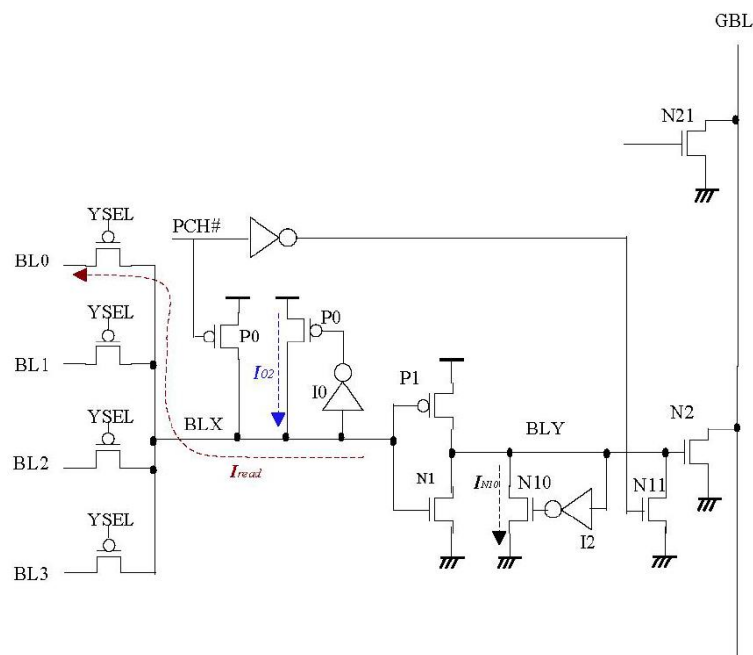 GBL
N21
YSEL
PCH#
BL0
P0
P0
YSEL
I02
I0
P1
BL1
N2
BLX
BLY
YSEL
Iread
BL2
N1
IN10
N10
N11
I2
YSEL
BL3